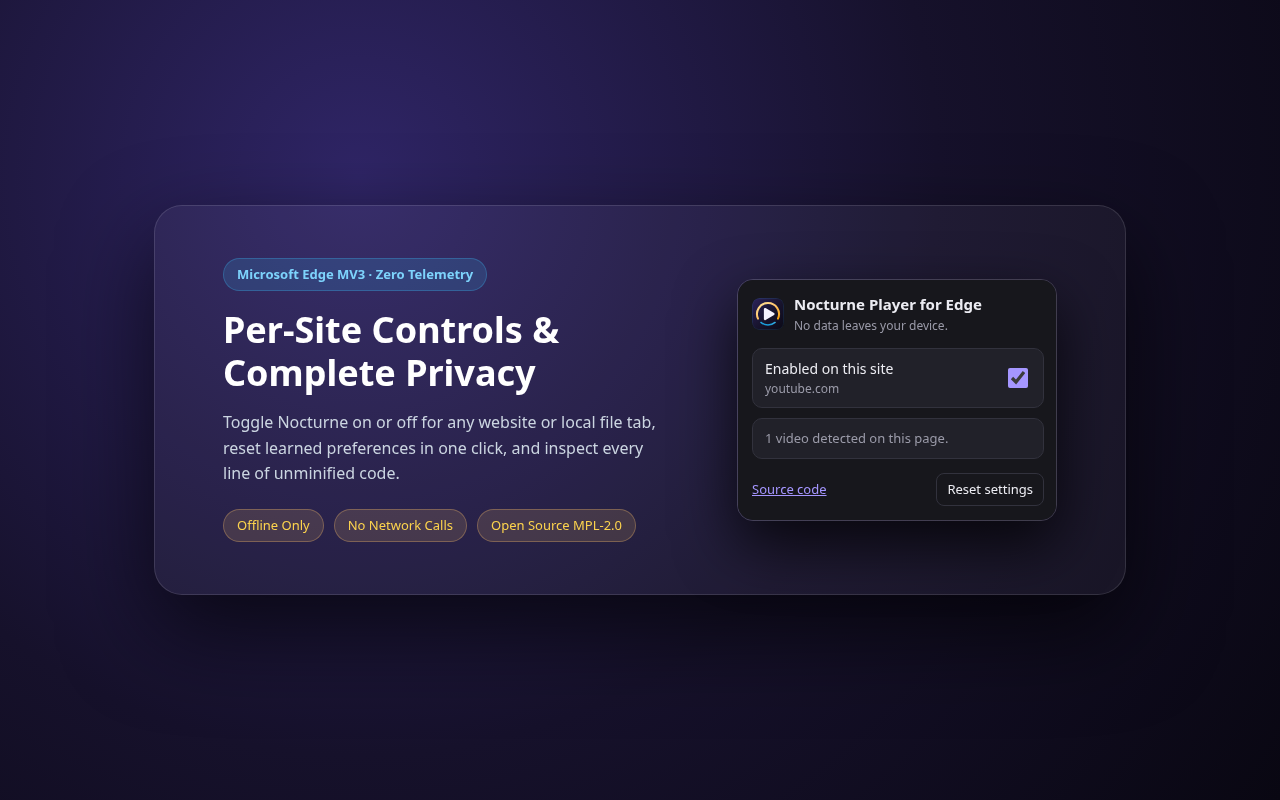 Microsoft Edge MV3 · Zero Telemetry
Per-Site Controls &
Complete Privacy
Toggle Nocturne on or off for any website or local file tab,
reset learned preferences in one click, and inspect every
line of unminified code.
Offline Only
No Network Calls
Open Source MPL-2.0
Nocturne Player for Edge
No data leaves your device.
Enabled on this site
youtube.com
1 video detected on this page.
Source code
Reset settings